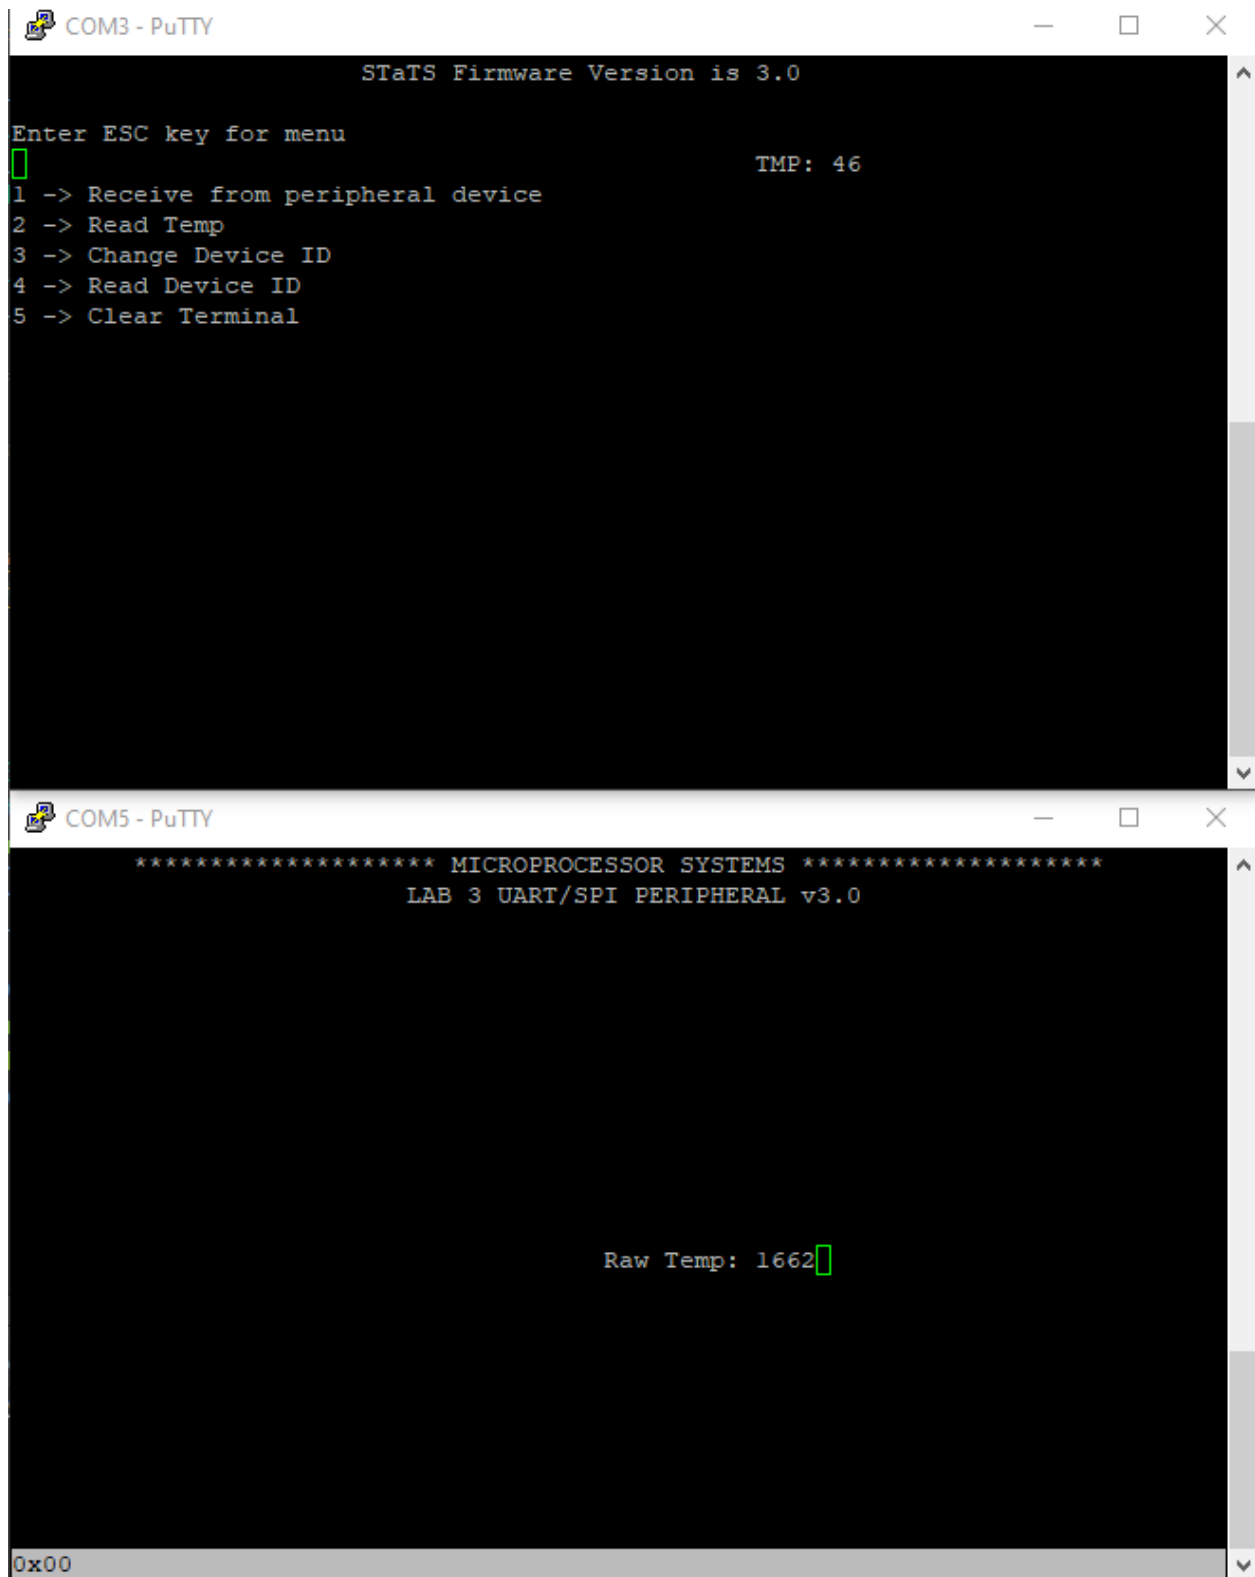 COM3 - PuTTY
STaTS Firmware Version is 3.0
Enter ESC key for menu
TMP: 46
1 -> Receive from peripheral device
2 -> Read Temp
3 -> Change Device ID
4 -> Read Device ID
5 -> Clear Terminal
COM5 - PuTTY
******************** MICROPROCESSOR SYSTEMS ********************
LAB 3 UART/SPI PERIPHERAL v3.0
Raw Temp: 1662
0x00